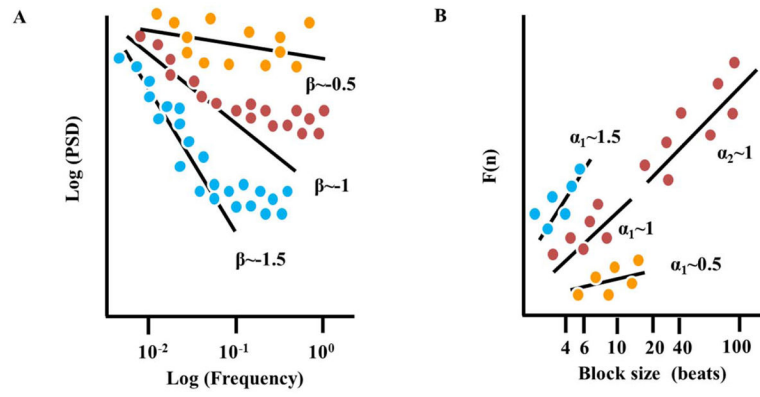 A
Log (PSD)
β~-0.5
β~-1
β~-1.5
10⁻² 10⁻¹ 10⁰
Log (Frequency)
B
F(n)
α₁~1.5
α₂~1
α₁~1
α₁~0.5
4 6 10 20 40 100
Block size (beats)